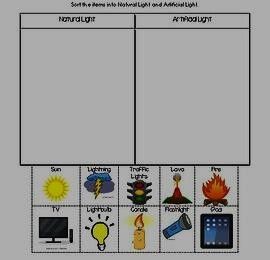 Sort the items into Natural Light and Artificial Light.
Natural Light
Artificial Light
Sun
Lightning
Traffic
Lights
Lava
Fire
TV
Lightbulb
Candle
Flashlight
iPad